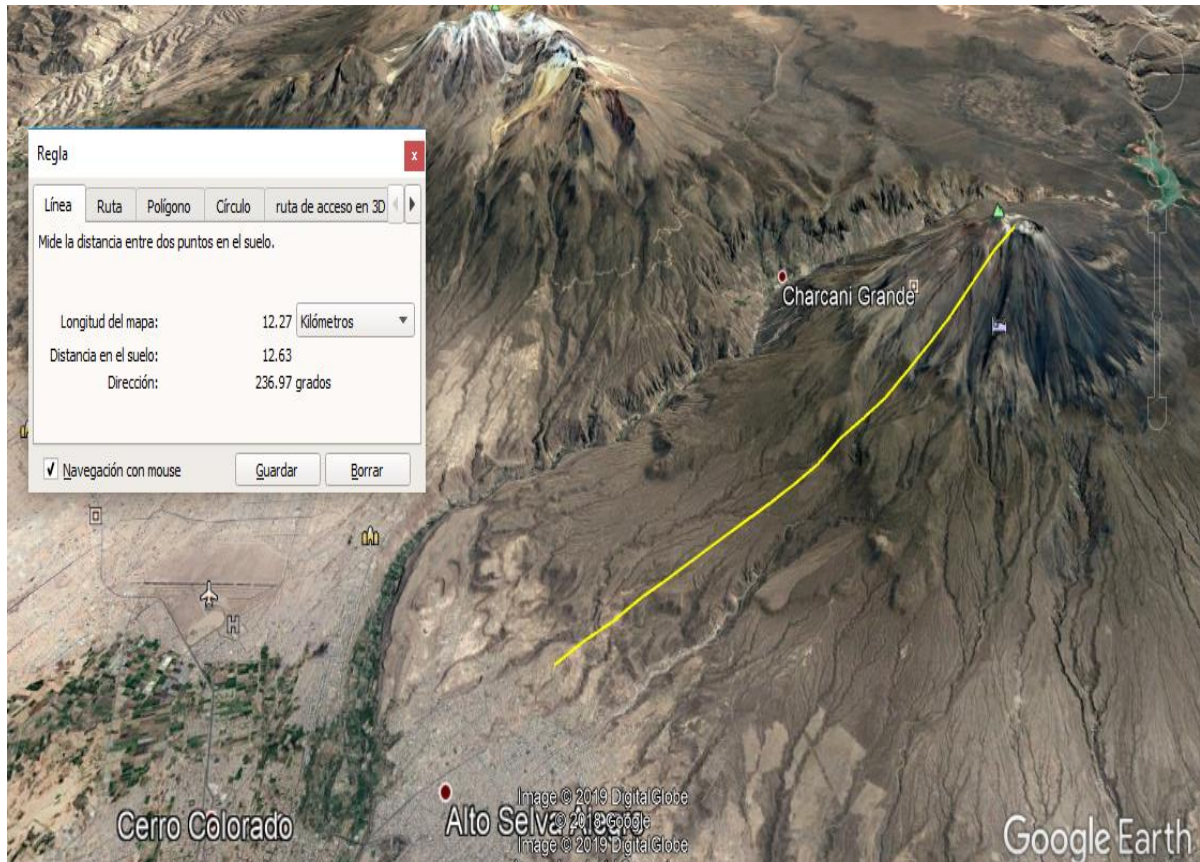 Regla
x
Línea Ruta Polígono Círculo ruta de acceso en 3D
Mide la distancia entre dos puntos en el suelo.
Longitud del mapa: 12.27 Kilómetros
Distancia en el suelo: 12.63
Dirección: 236.97 grados
Navegación con mouse Guardar Borrar
Charcani Grande
H
Cerro Colorado
Alto Selva Alegre
Image © 2019 DigitalGlobe
© 2018 Google
Image © 2019 DigitalGlobe
Google Earth